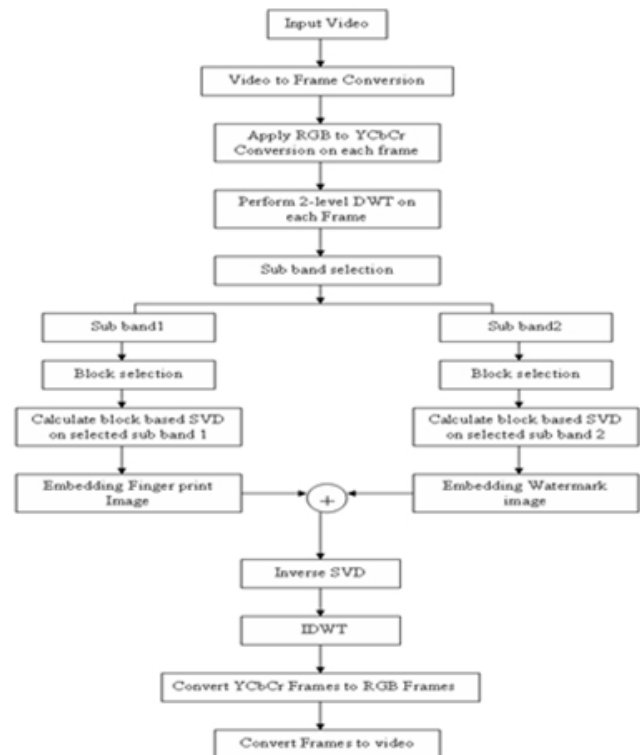 Input Video
Video to Frame Conversion
Apply RGB to YCbCr
Conversion on each frame
Perform 2-level DWT on
each Frame
Sub band selection
Sub band1
Block selection
Calculate block based SVD
on selected sub band 1
Embedding Finger print
Image
Sub band2
Block selection
Calculate block based SVD
on selected sub band 2
Embedding Watermark
image
+
Inverse SVD
IDWT
Convert YCbCr Frames to RGB Frames
Convert Frames to video